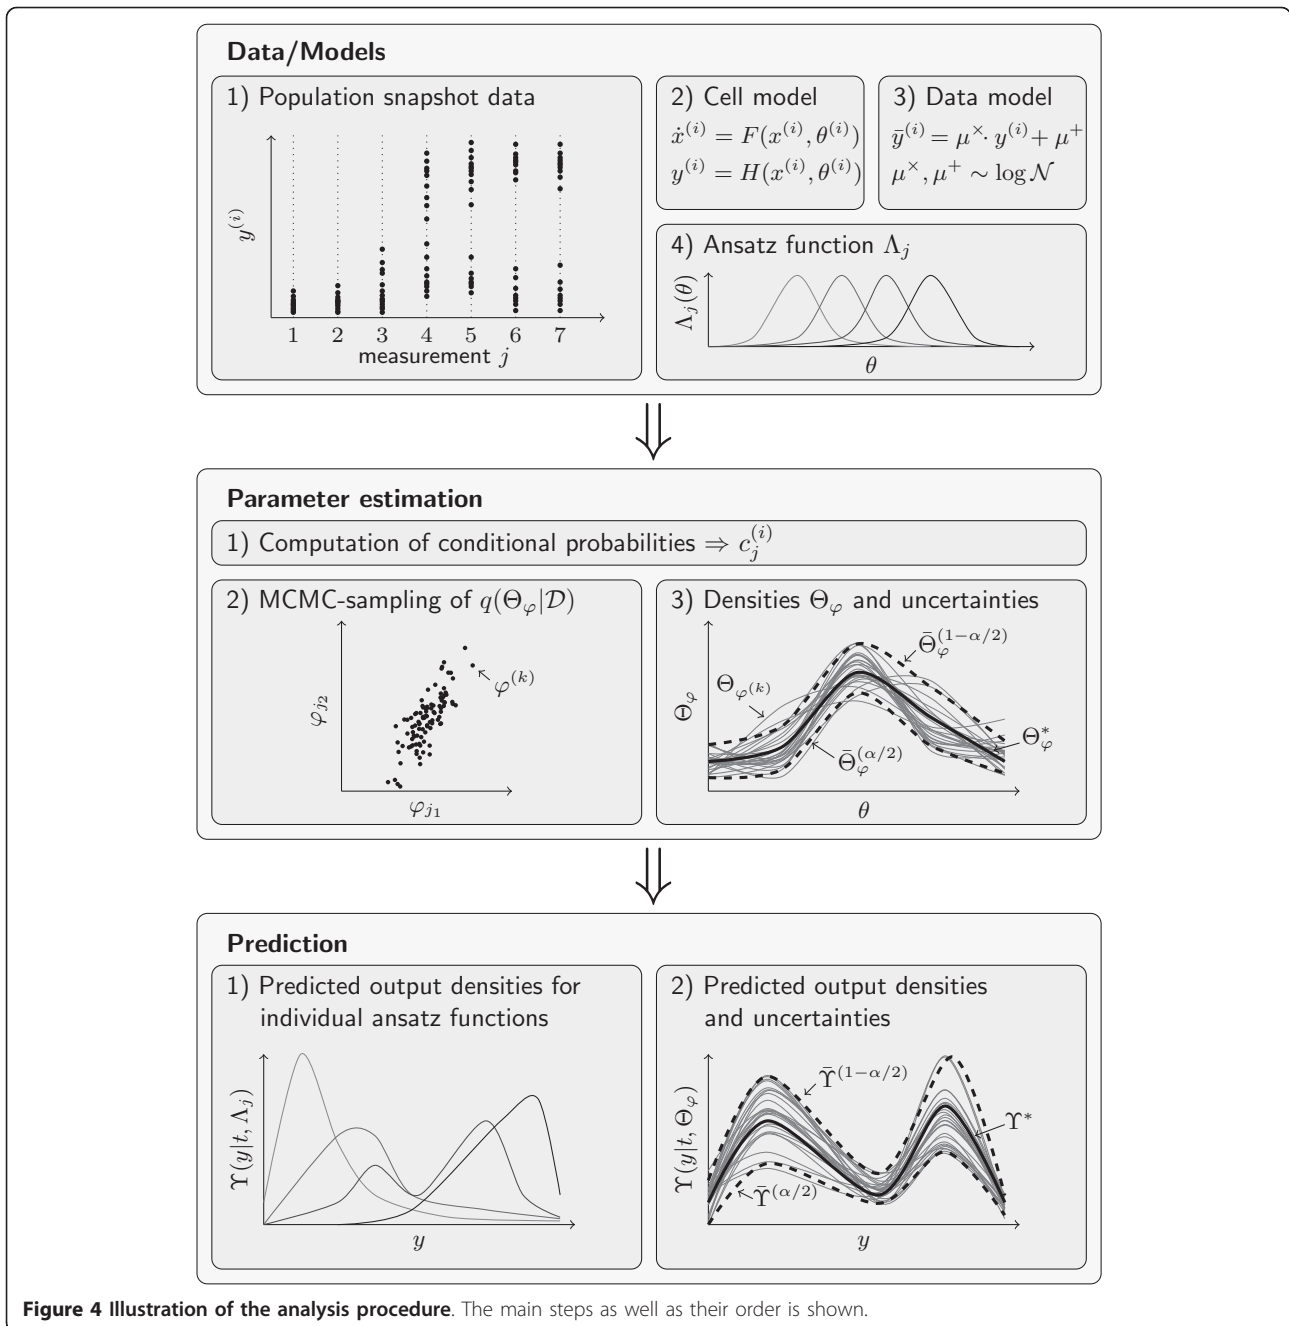 Data/Models
1) Population snapshot data
y^(i)
1 2 3 4 5 6 7
measurement j
2) Cell model
ẋ^(i) = F(x^(i), θ^(i))
y^(i) = H(x^(i), θ^(i))
3) Data model
ȳ^(i) = μ^× · y^(i) + μ^+
μ^×, μ^+ ∼ log 𝒩
4) Ansatz function Λ_j
Λ_j(θ)
θ
Parameter estimation
1) Computation of conditional probabilities ⇒ c_j^(i)
2) MCMC-sampling of q(Θ_φ|𝒟)
φ_j2
φ^(k)
φ_j1
3) Densities Θ_φ and uncertainties
Θ_φ
Θ̄_φ^(1−α/2)
Θ_φ^(k)
Θ̄_φ^(α/2)
Θ_φ^*
θ
Prediction
1) Predicted output densities for
individual ansatz functions
Υ(y|t, Λ_j)
y
2) Predicted output densities
and uncertainties
Υ(y|t, Θ_φ)
Ῡ^(1−α/2)
Υ^*
Ῡ^(α/2)
y
Figure 4 Illustration of the analysis procedure. The main steps as well as their order is shown.